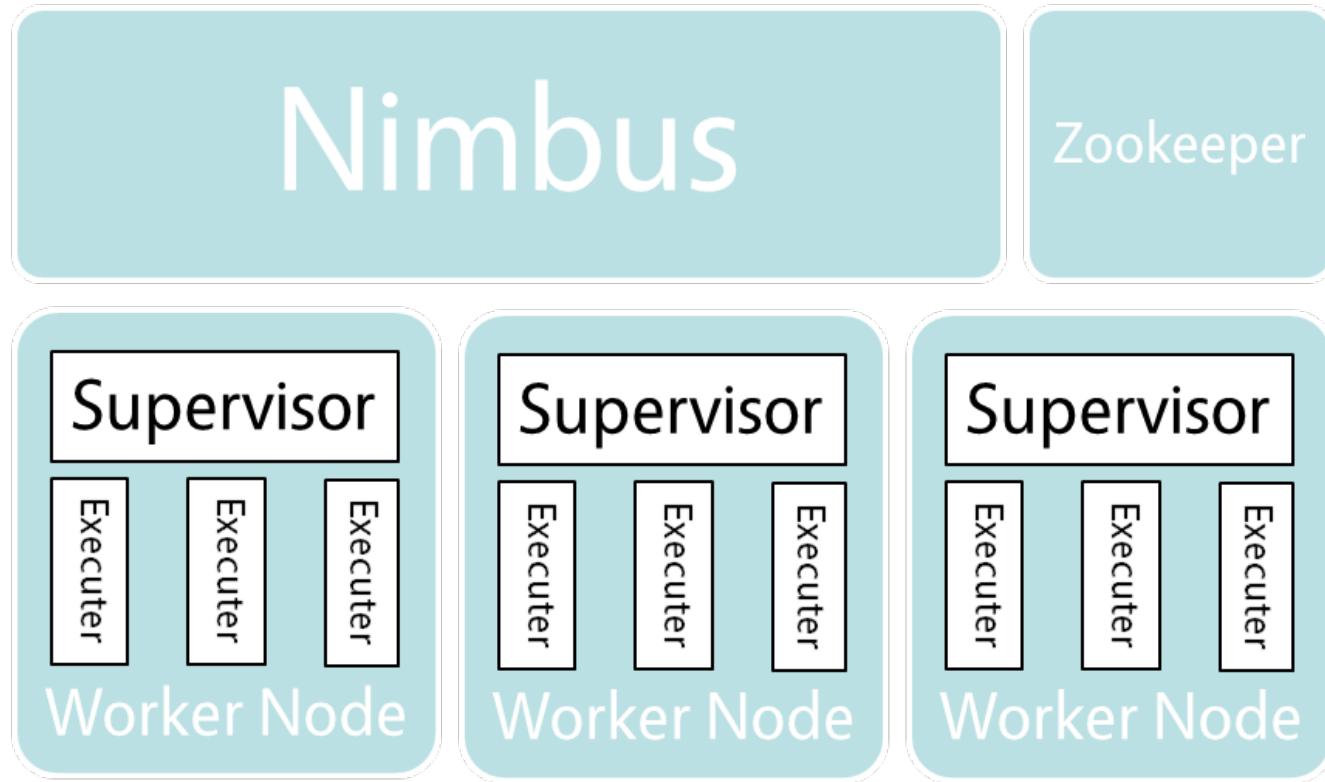 Nimbus
Zookeeper
Supervisor
Executer
Executer
Executer
Worker Node
Supervisor
Executer
Executer
Executer
Worker Node
Supervisor
Executer
Executer
Executer
Worker Node